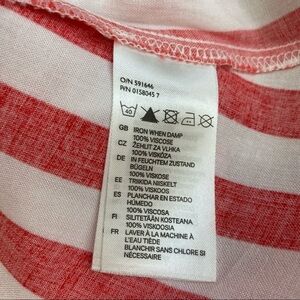 O/N 591646
P/N 0158045 7
40
GB IRON WHEN DAMP
100% VISCOSE
CZ ŽEHLIT ZA VLHKA
100% VISKÓZA
DE IN FEUCHTEM ZUSTAND
BÜGELN
100% VISKOSE
EE TRIIKIDA NIISKELT
100% VISKOOS
ES PLANCHAR EN ESTADO
HÚMEDO
100% VISCOSA
FI SILITETÄÄN KOSTEANA
100% VISKOOSIA
FR LAVER À LA MACHINE À
L'EAU TIÈDE
BLANCHIR SANS CHLORE SI
NÉCESSAIRE